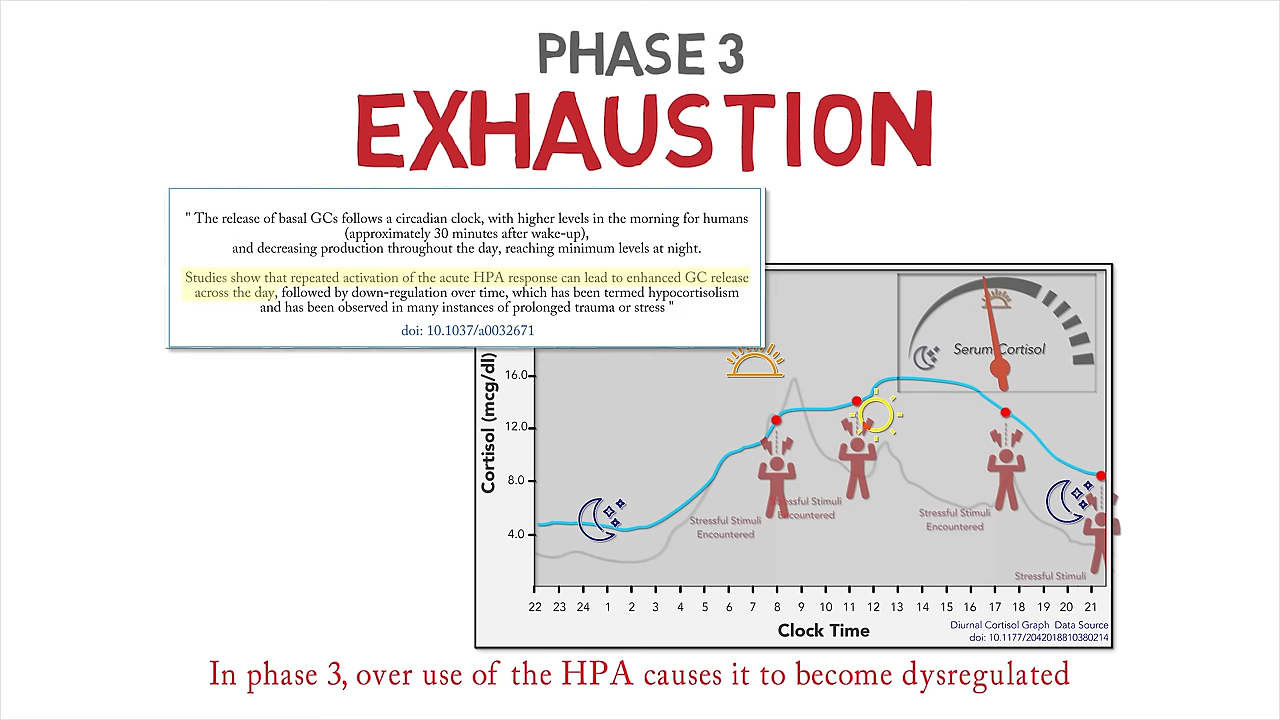 PHASE 3
EXHAUSTION
" The release of basal GCs follows a circadian clock, with higher levels in the morning for humans
(approximately 30 minutes after wake-up),
and decreasing production throughout the day, reaching minimum levels at night.
Studies show that repeated activation of the acute HPA response can lead to enhanced GC release
across the day, followed by down-regulation over time, which has been termed hypocortisolism
and has been observed in many instances of prolonged trauma or stress "
doi: 10.1037/a0032671
Serum Cortisol
Cortisol (mcg/dl)
16.0
12.0
8.0
4.0
Stressful Stimuli
Encountered
Stimuli
Encountered
Stressful Stimuli
Encountered
Stressful Stimuli
22 23 24 1 2 3 4 5 6 7 8 9 10 11 12 13 14 15 16 17 18 19 20 21
Clock Time
Diurnal Cortisol Graph Data Source
doi: 10.1177/2042018810380214
In phase 3, over use of the HPA causes it to become dysregulated